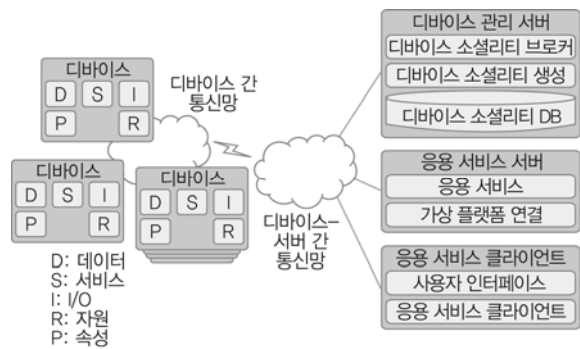 디바이스
D S I
P R
디바이스
D S I
P R
디바이스
D S I
P R
D: 데이터
S: 서비스
I: I/O
R: 자원
P: 속성
디바이스 간
통신망
디바이스–
서버 간
통신망
디바이스 관리 서버
디바이스 소셜리티 브로커
디바이스 소셜리티 생성
디바이스 소셜리티 DB
응용 서비스 서버
응용 서비스
가상 플랫폼 연결
응용 서비스 클라이언트
사용자 인터페이스
응용 서비스 클라이언트